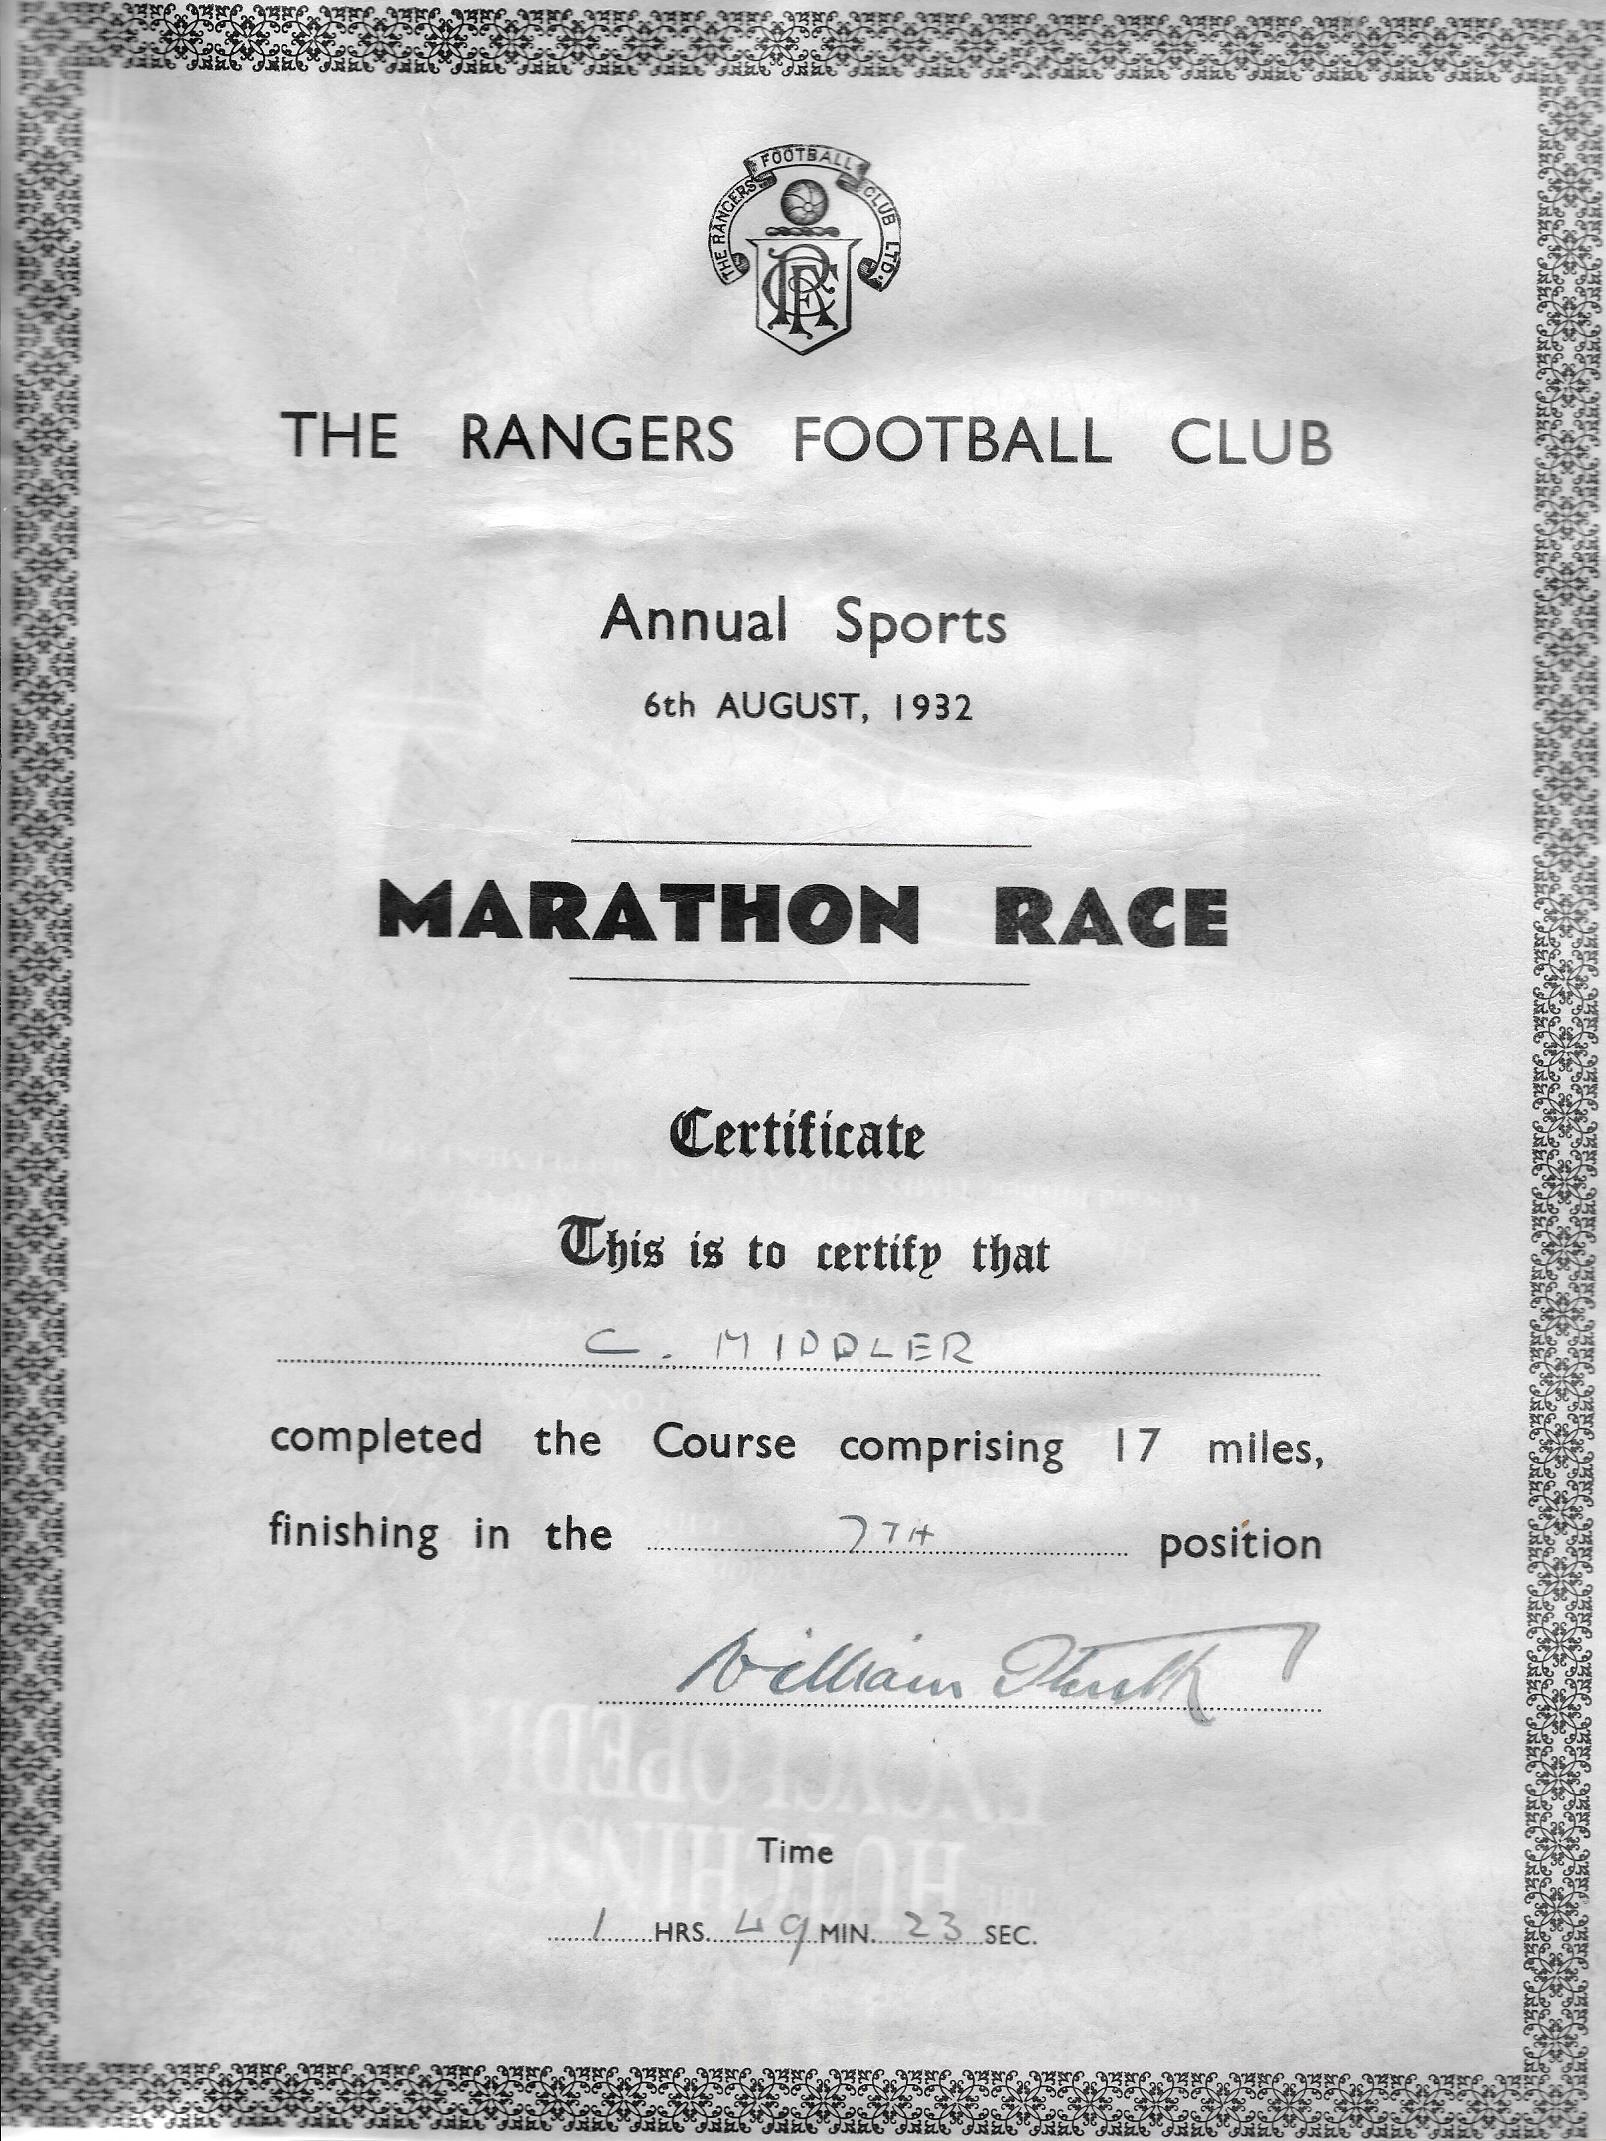 THE RANGERS FOOTBALL CLUB LTD.
RFC
THE RANGERS FOOTBALL CLUB
Annual Sports
6th AUGUST, 1932
MARATHON RACE
Certificate
This is to certify that
C. MIDDLER
completed the Course comprising 17 miles,
finishing in the 7TH position
William
Time
1 HRS. 49 MIN. 23 SEC.